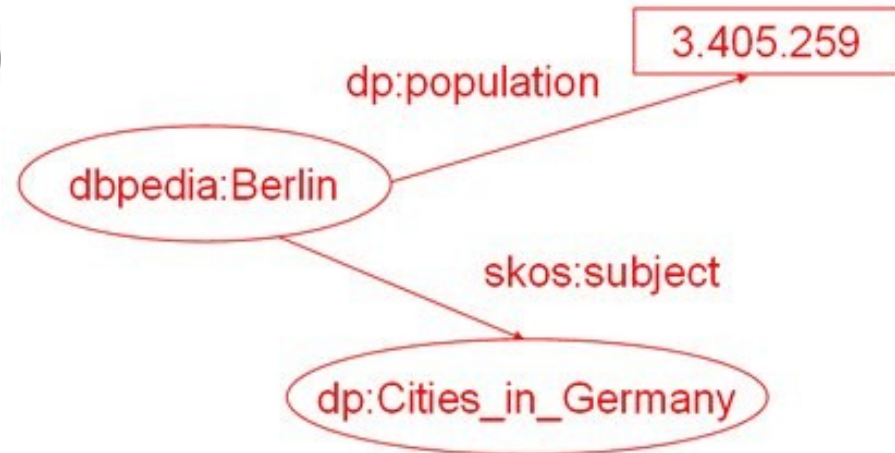 3.405.259
dp:population
dbpedia:Berlin
skos:subject
dp:Cities_in_Germany